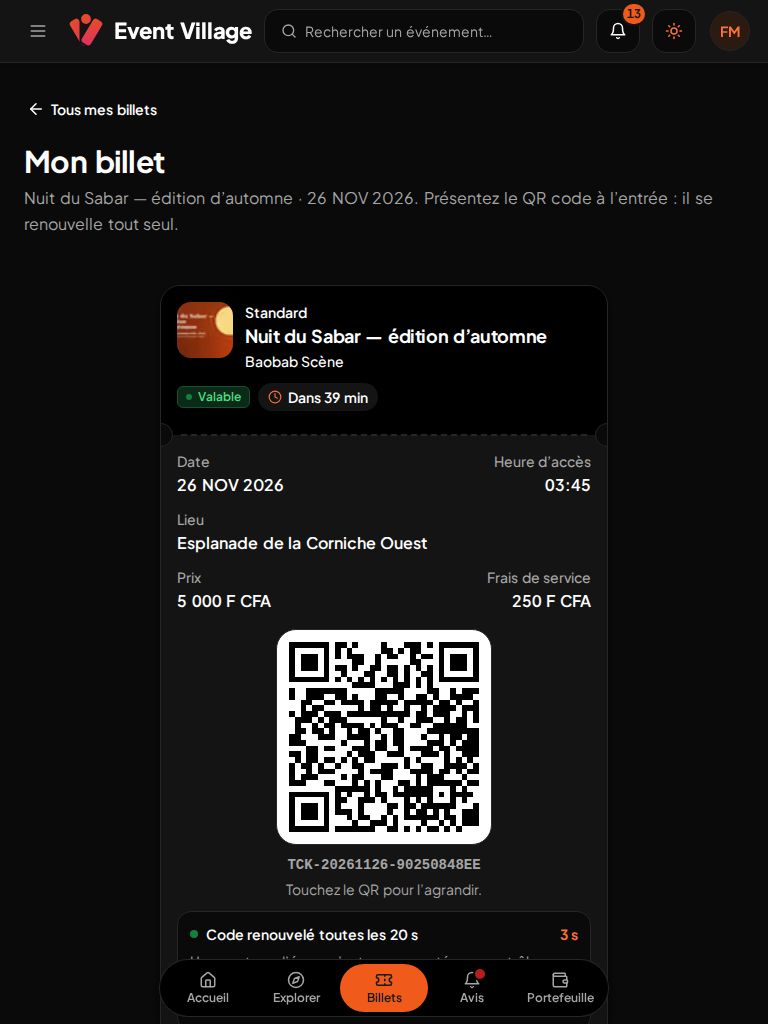 Event Village
Rechercher un événement…
13
FM
Tous mes billets
Mon billet
Nuit du Sabar — édition d’automne · 26 NOV 2026. Présentez le QR code à l’entrée : il se
renouvelle tout seul.
Standard
Nuit du Sabar — édition d’automne
Baobab Scène
Valable
Dans 39 min
Date
Heure d’accès
26 NOV 2026
03:45
Lieu
Esplanade de la Corniche Ouest
Prix
Frais de service
5 000 F CFA
250 F CFA
TCK-20261126-90250848EE
Touchez le QR pour l’agrandir.
Code renouvelé toutes les 20 s
3 s
Accueil
Explorer
Billets
Avis
Portefeuille